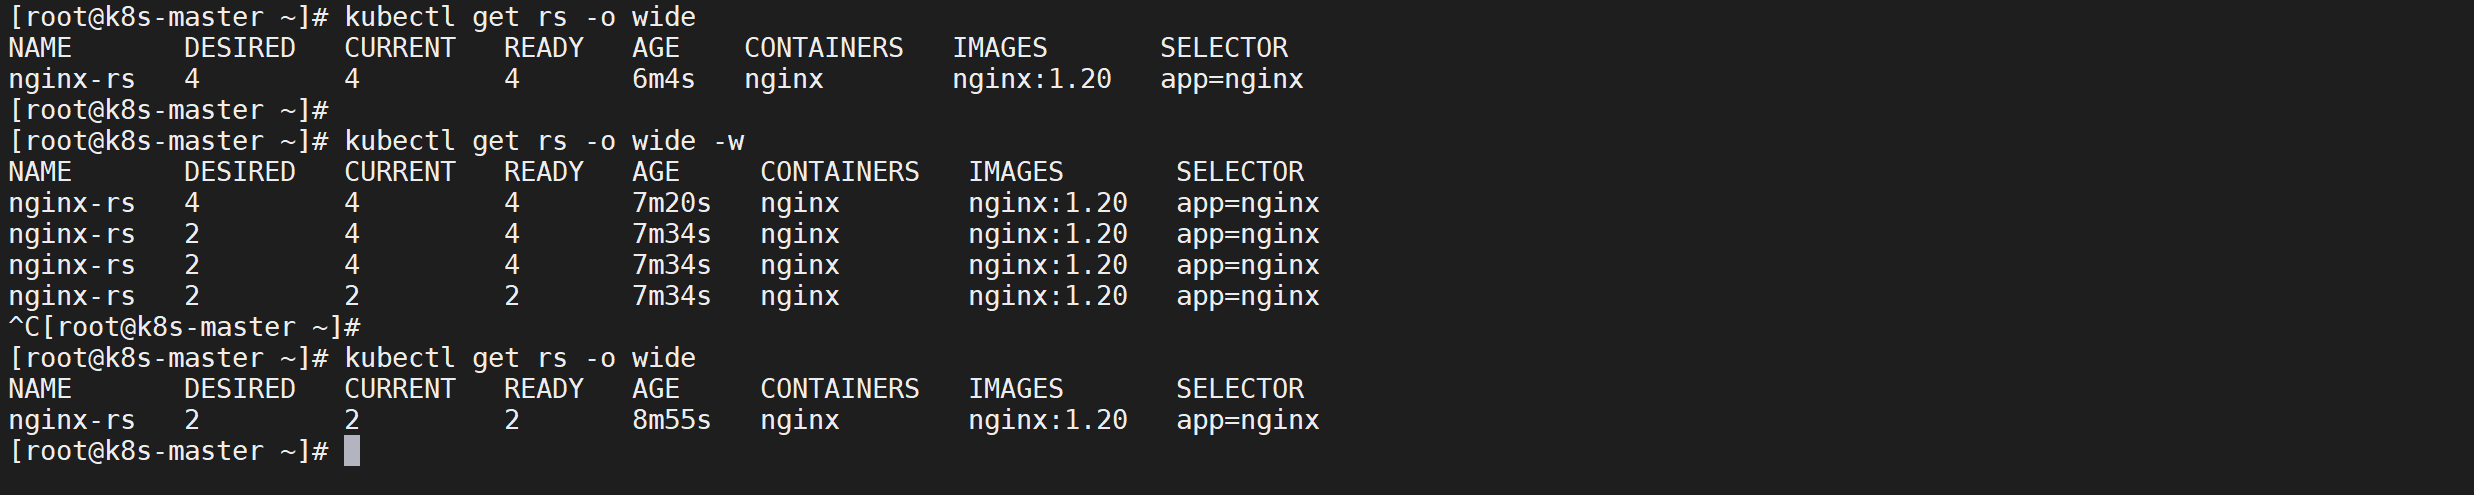 [root@k8s-master ~]# kubectl get rs -o wide
NAME       DESIRED   CURRENT   READY   AGE    CONTAINERS   IMAGES       SELECTOR
nginx-rs   4         4         4       6m4s   nginx        nginx:1.20   app=nginx
[root@k8s-master ~]#
[root@k8s-master ~]# kubectl get rs -o wide -w
NAME       DESIRED   CURRENT   READY   AGE     CONTAINERS   IMAGES       SELECTOR
nginx-rs   4         4         4       7m20s   nginx        nginx:1.20   app=nginx
nginx-rs   2         4         4       7m34s   nginx        nginx:1.20   app=nginx
nginx-rs   2         4         4       7m34s   nginx        nginx:1.20   app=nginx
nginx-rs   2         2         2       7m34s   nginx        nginx:1.20   app=nginx
^C[root@k8s-master ~]#
[root@k8s-master ~]# kubectl get rs -o wide
NAME       DESIRED   CURRENT   READY   AGE     CONTAINERS   IMAGES       SELECTOR
nginx-rs   2         2         2       8m55s   nginx        nginx:1.20   app=nginx
[root@k8s-master ~]#